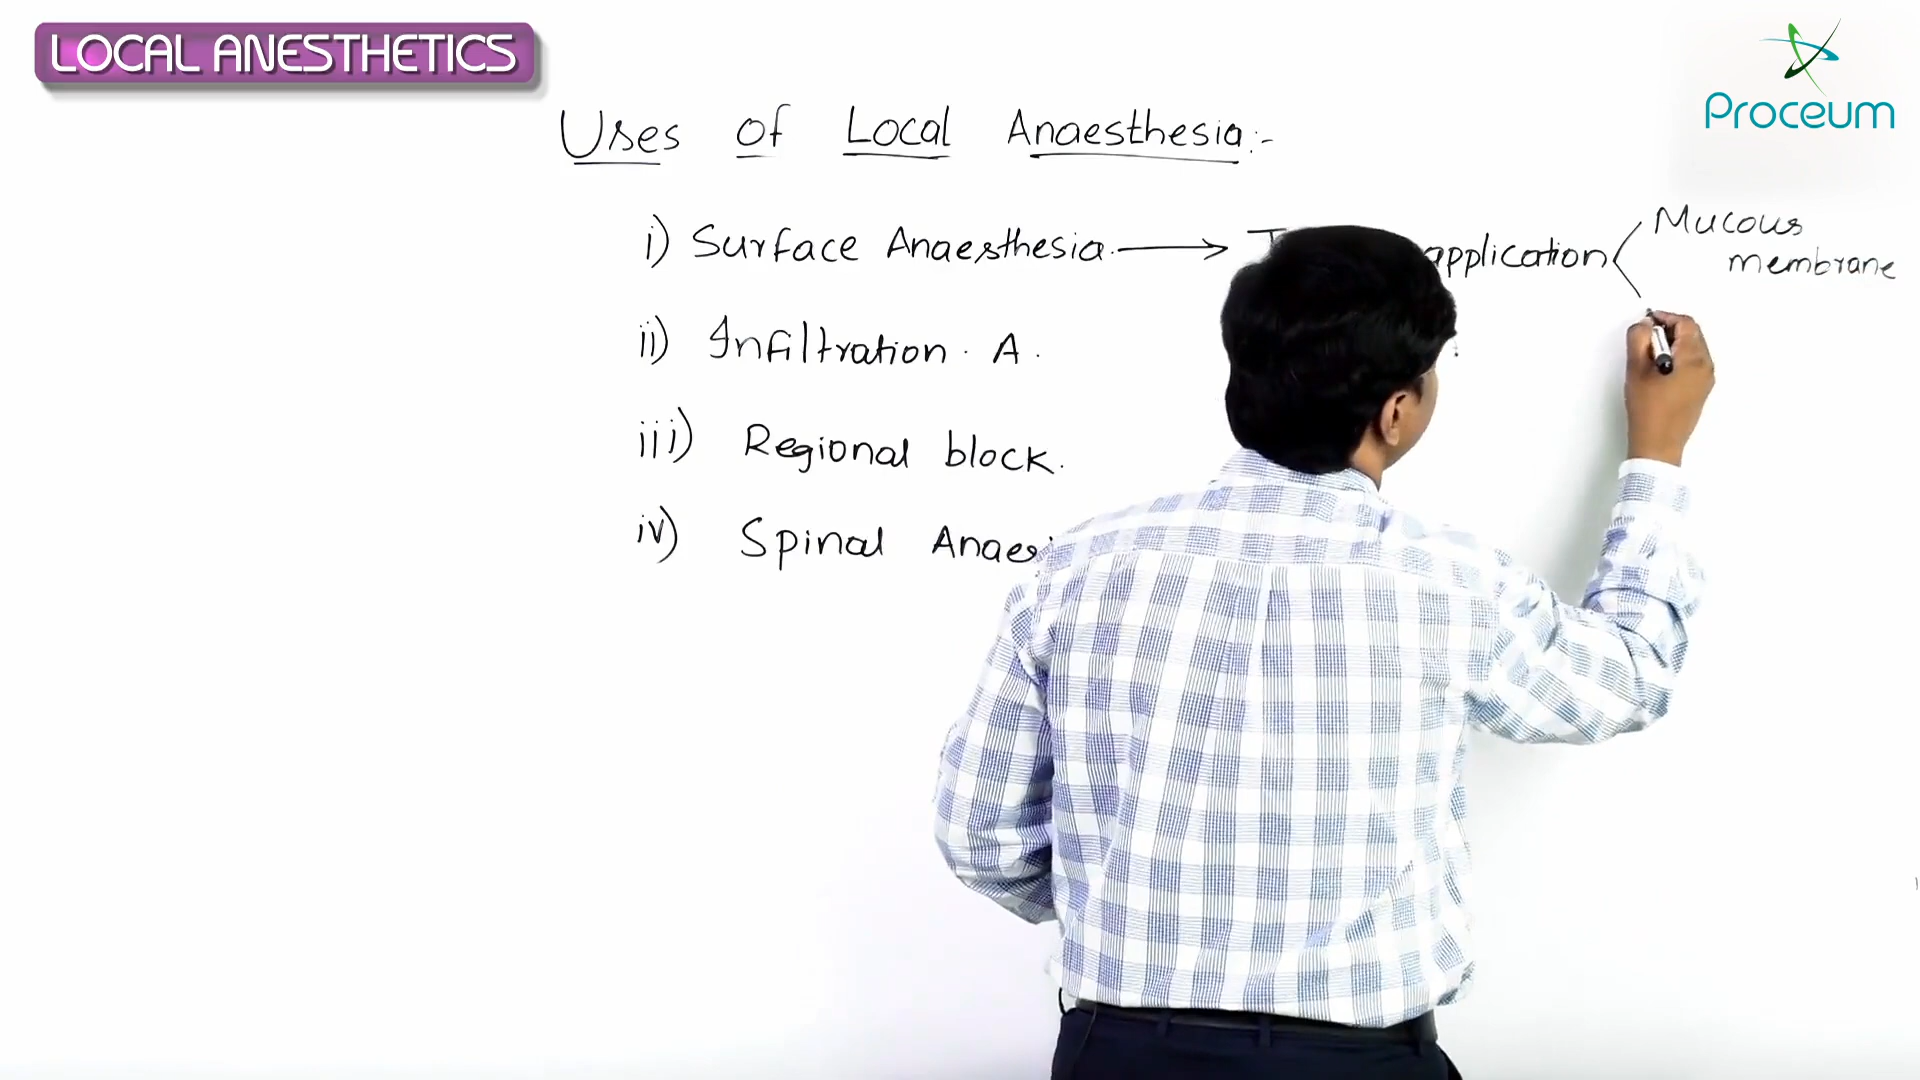 LOCAL ANESTHETICS
Proceum
Uses of Local Anaesthesia:-
i) Surface Anaesthesia. → application < Mucous
membrane
ii) Infiltration. A.
iii) Regional block.
iv) Spinal